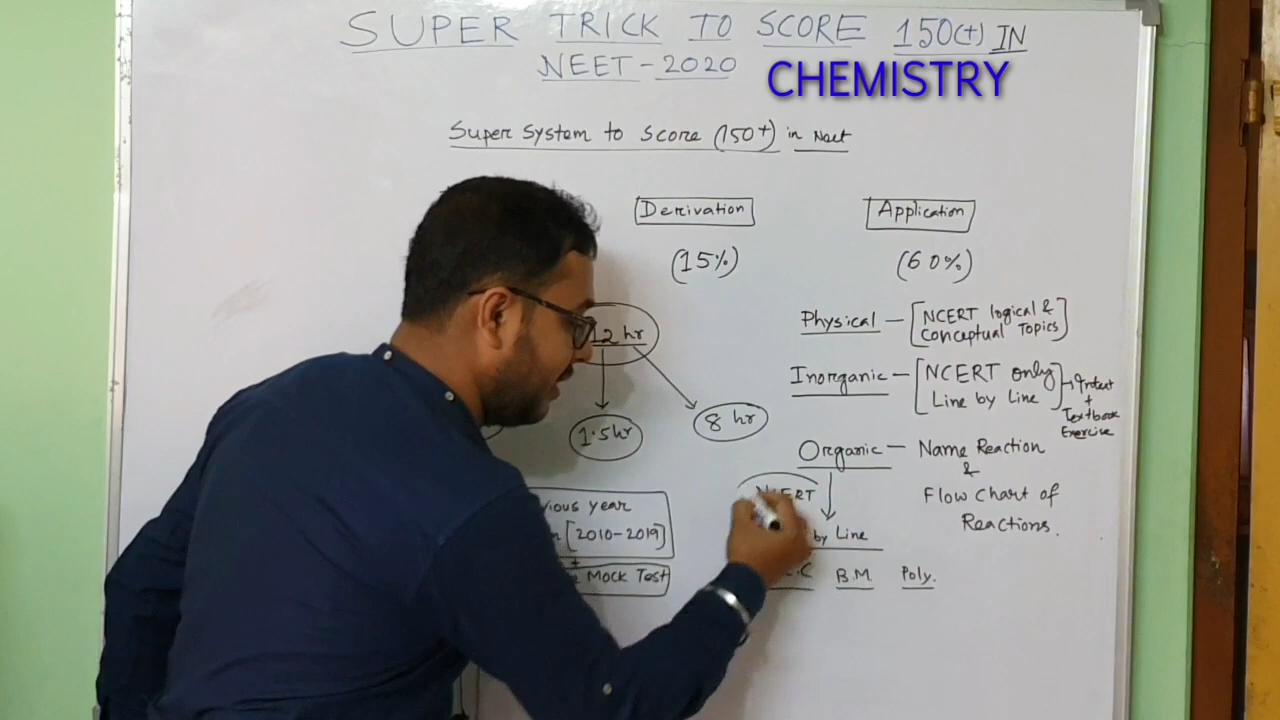 SUPER TRICK TO SCORE 150(+) IN
NEET-2020 CHEMISTRY
Super System to Score (150+) in Neet
Derivation
(15%)
Application
(60%)
12 hr
1.5 hr
8 hr
year
[2010-2019]
+
Mock Test
Physical - [NCERT logical &
Conceptual Topics]
Inorganic - [NCERT only
Line by Line]
+
Textbook
Exercise
Organic - Name Reaction
&
Flow Chart of
Reactions.
NCERT
by Line
B.M. Poly.